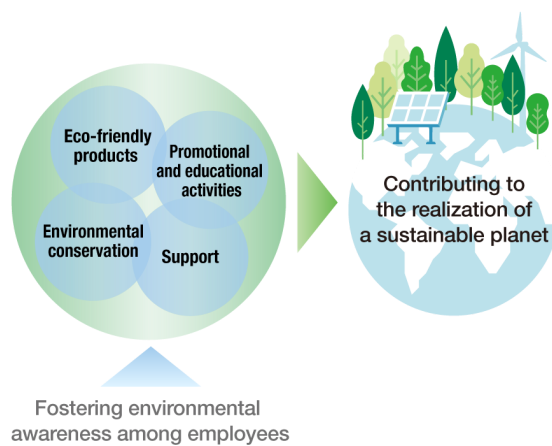 Eco-friendly
products
Promotional
and educational
activities
Environmental
conservation
Support
Contributing to
the realization of
a sustainable planet
Fostering environmental
awareness among employees